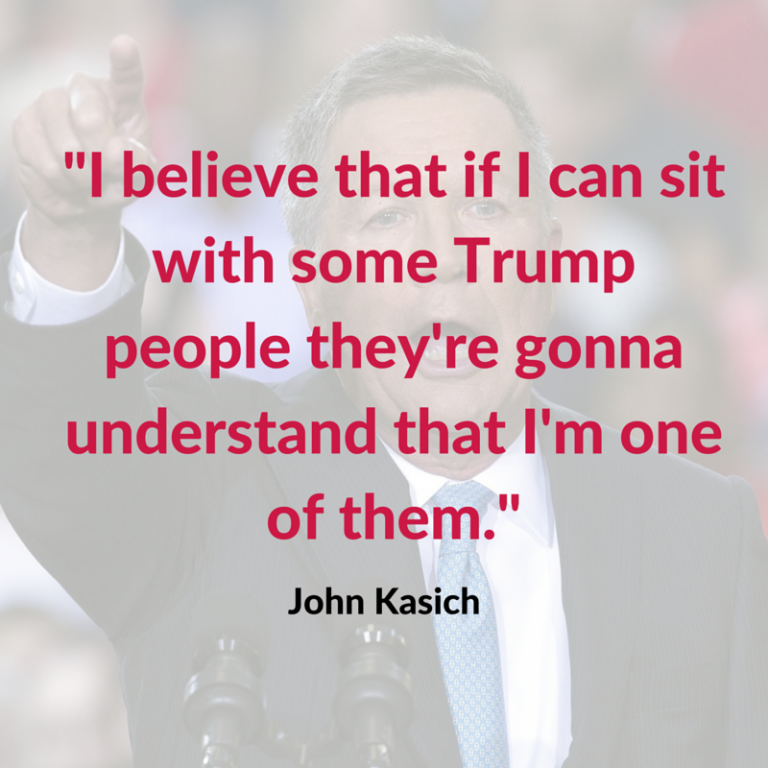 "I believe that if I can sit
with some Trump
people they're gonna
understand that I'm one
of them."
John Kasich